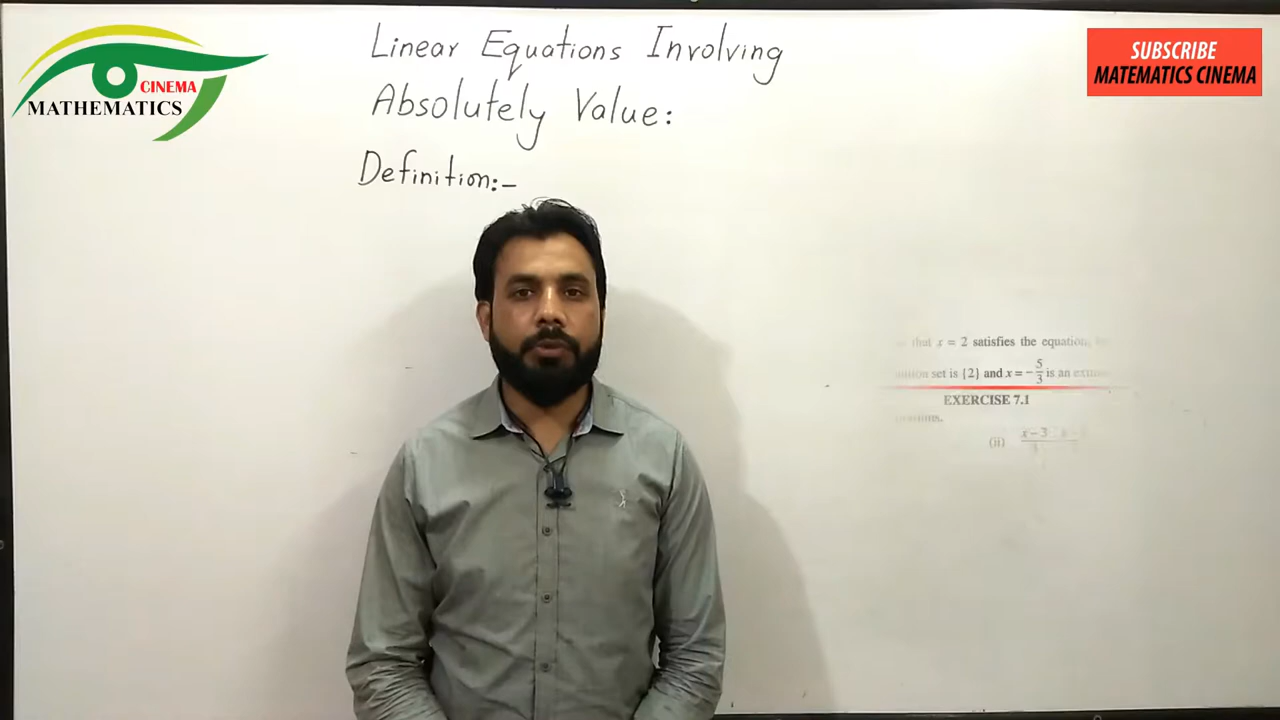 CINEMA
MATHEMATICS
Linear Equations Involving
Absolutely Value:
Definition:-
SUBSCRIBE
MATEMATICS CINEMA
that x = 2 satisfies the equation,
set is {2} and x = - 5/3 is an
EXERCISE 7.1
(ii) x - 3